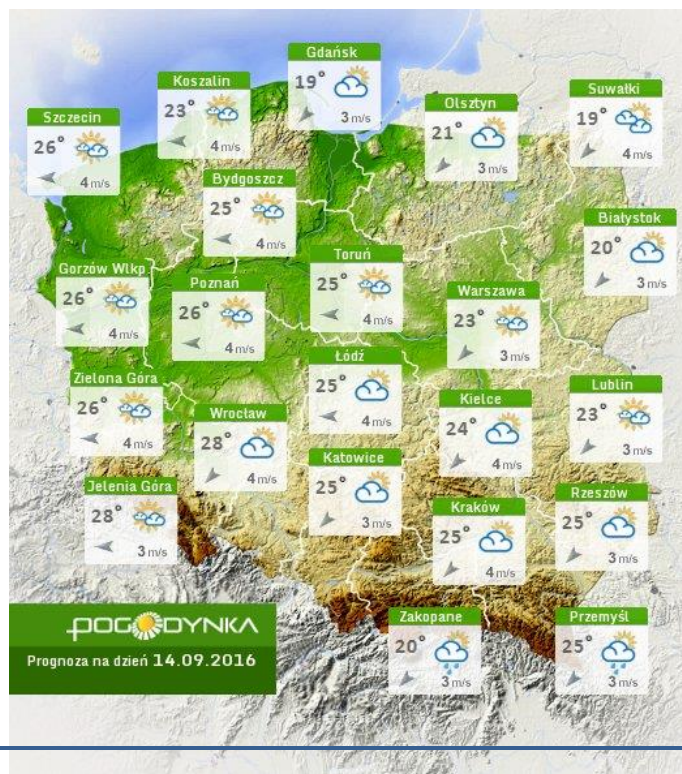 Gdańsk
19°
3 m/s
Koszalin
23°
4 m/s
Suwałki
19°
4 m/s
Olsztyn
21°
3 m/s
Szczecin
26°
4 m/s
Bydgoszcz
25°
4 m/s
Białystok
20°
3 m/s
Toruń
25°
4 m/s
Gorzów Wlkp
26°
4 m/s
Poznań
26°
4 m/s
Warszawa
23°
3 m/s
Łódź
25°
4 m/s
Zielona Góra
26°
4 m/s
Lublin
23°
3 m/s
Kielce
24°
4 m/s
Wrocław
28°
4 m/s
Katowice
25°
3 m/s
Jelenia Góra
28°
3 m/s
Rzeszów
25°
3 m/s
Kraków
25°
4 m/s
Zakopane
20°
3 m/s
Przemyśl
25°
3 m/s
POGODYNKA
Prognoza na dzień 14.09.2016